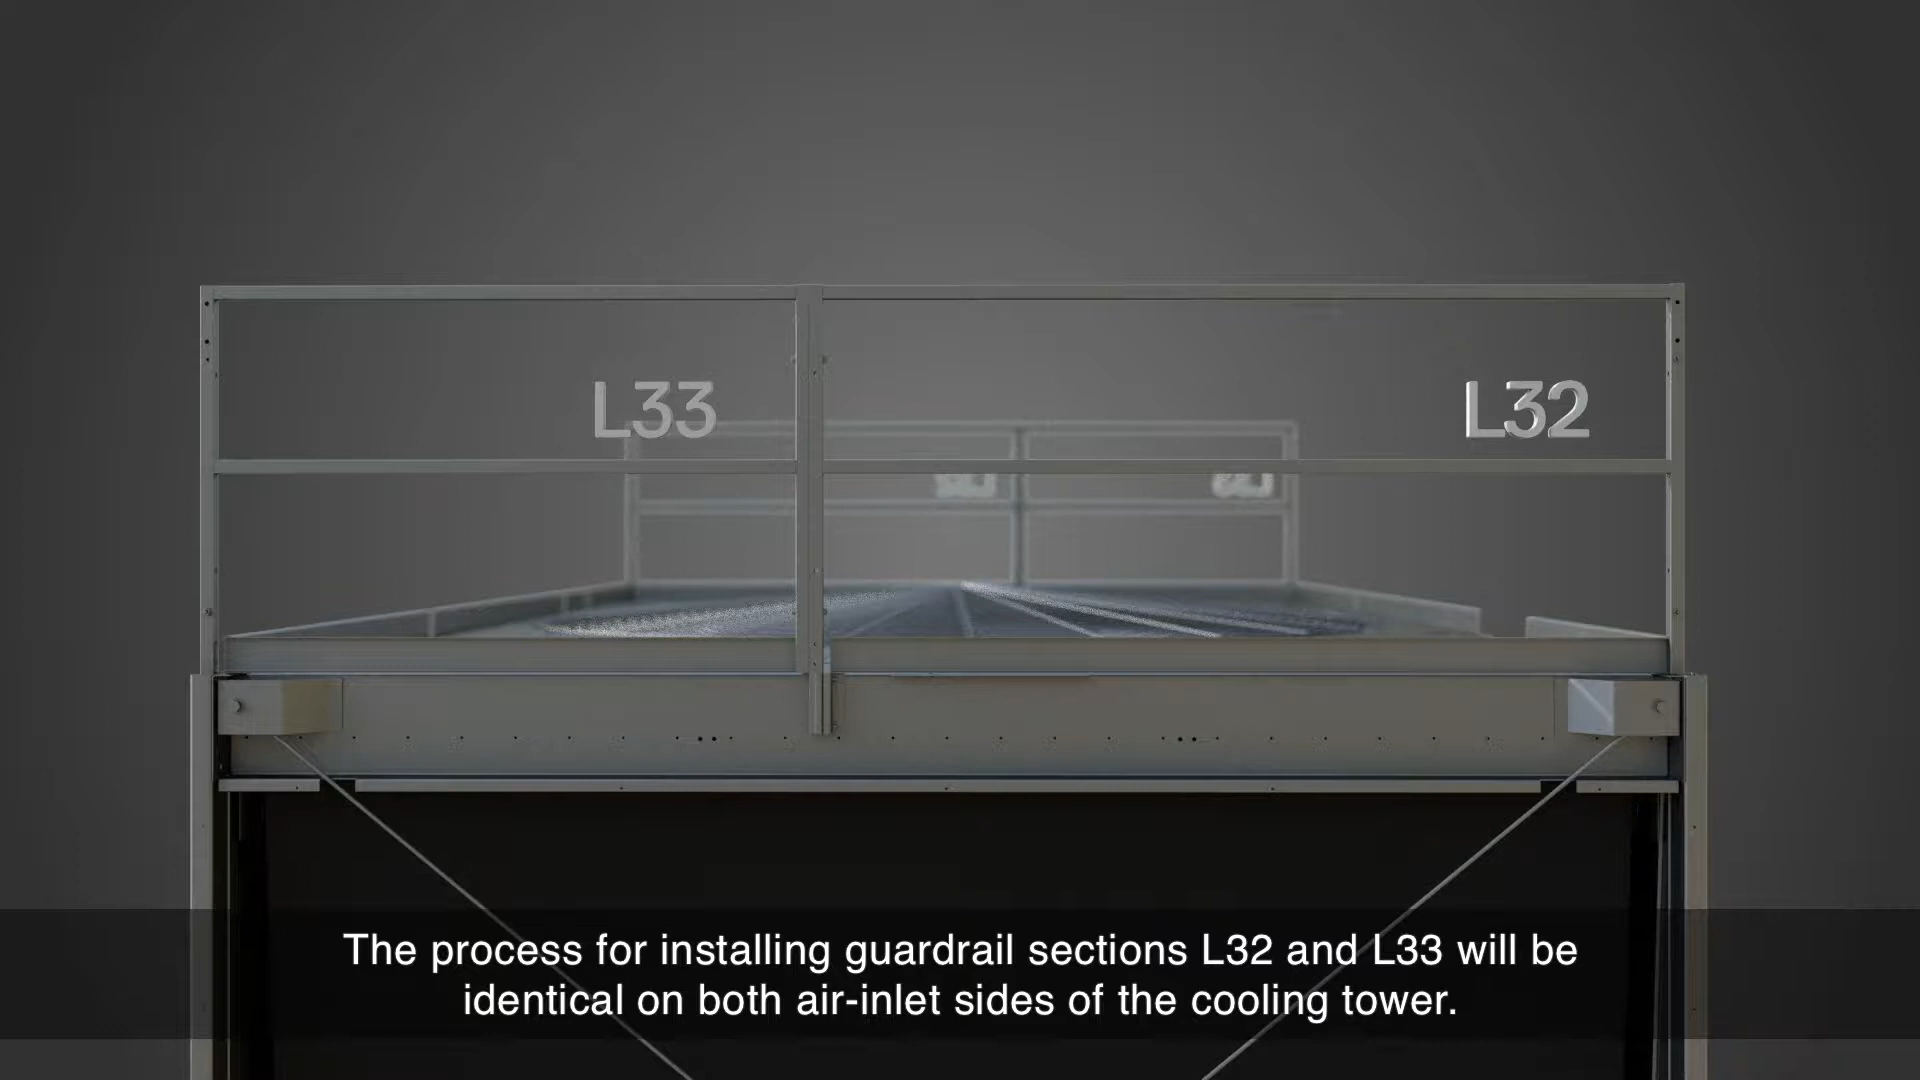 L33
L32
The process for installing guardrail sections L32 and L33 will be
identical on both air-inlet sides of the cooling tower.